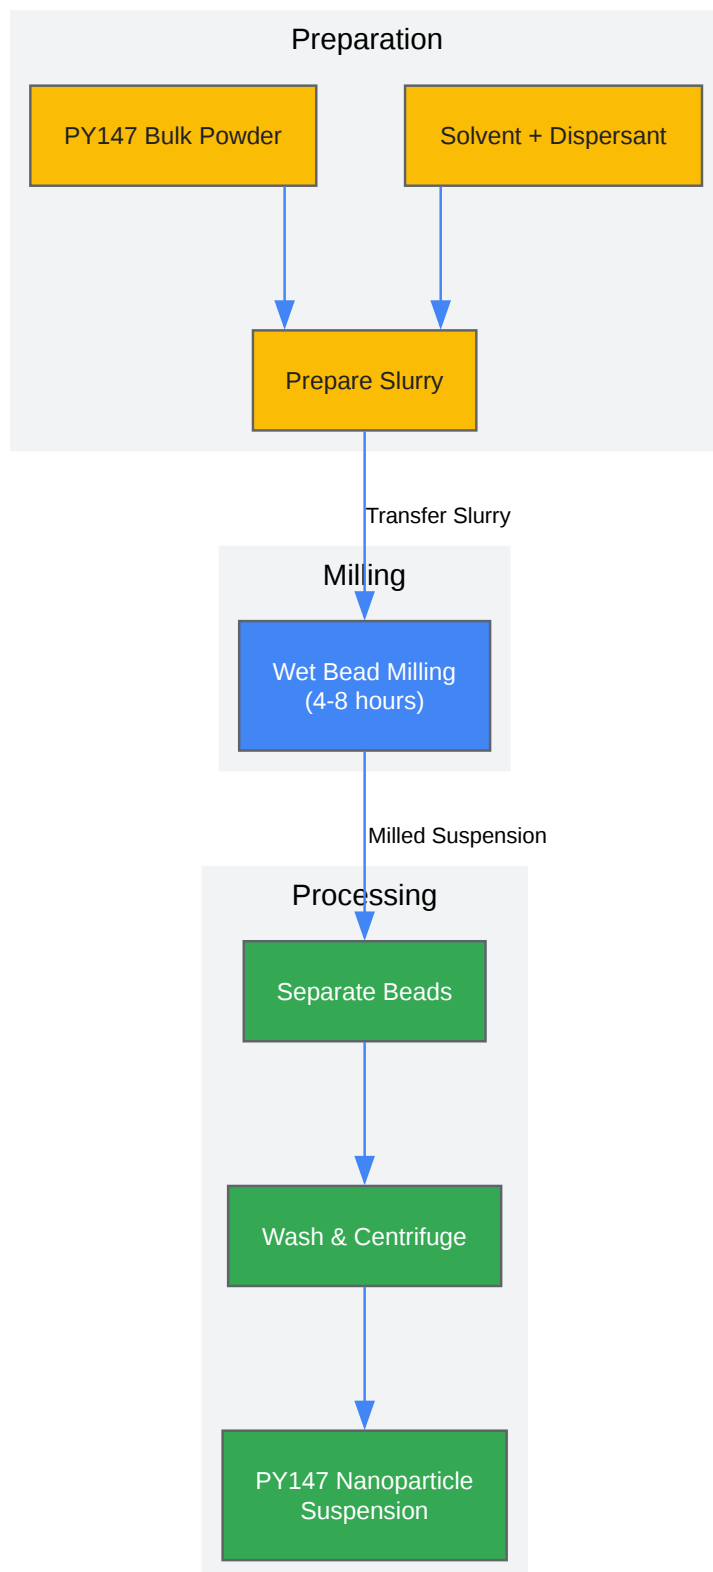 Preparation
PY147 Bulk Powder
Solvent + Dispersant
Prepare Slurry
Transfer Slurry
Milling
Wet Bead Milling
(4-8 hours)
Milled Suspension
Processing
Separate Beads
Wash & Centrifuge
PY147 Nanoparticle
Suspension